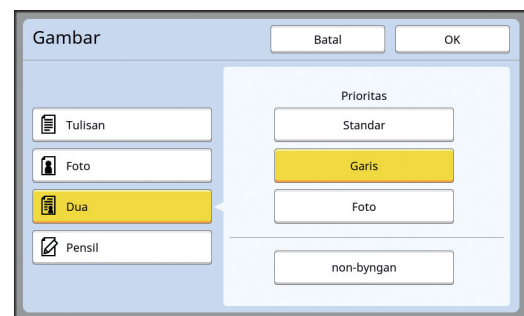 Gambar
Batal
OK
Tulisan
Foto
Dua
Pensil
Prioritas
Standar
Garis
Foto
non-byngan